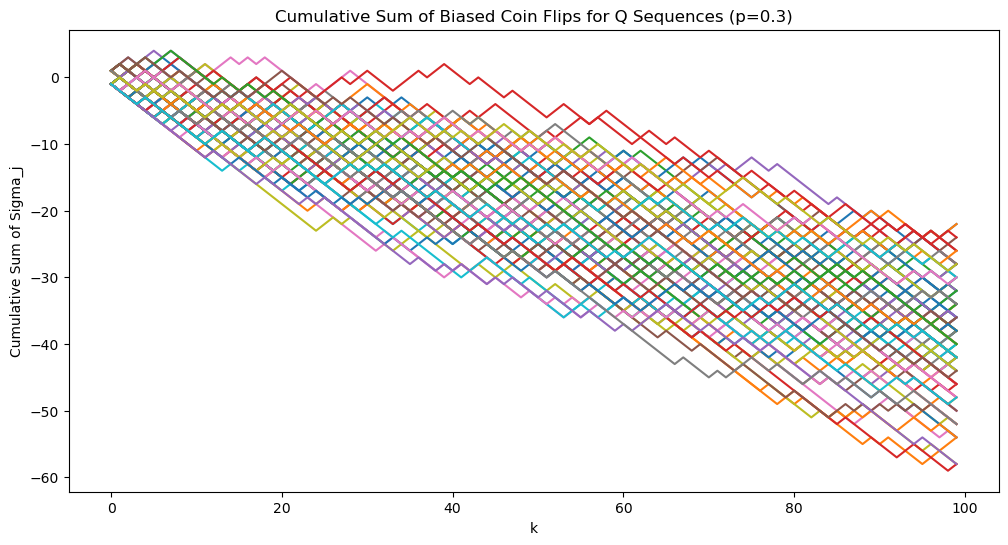 Cumulative Sum of Biased Coin Flips for Q Sequences (p=0.3)
Cumulative Sum of Sigma_j
0
−10
−20
−30
−40
−50
−60
0 20 40 60 80 100
k